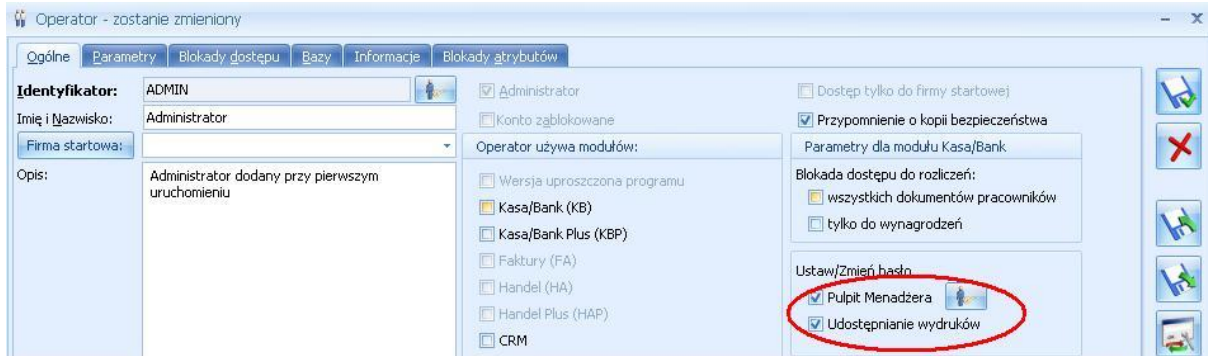 Operator - zostanie zmieniony
Ogólne Parametry Blokady dostępu Bazy Informacje Blokady atrybutów
Identyfikator: ADMIN
Imię i Nazwisko: Administrator
Firma startowa:
Opis: Administrator dodany przy pierwszym
uruchomieniu
Administrator
Konto zablokowane
Operator używa modułów:
Wersja uproszczona programu
Kasa/Bank (KB)
Kasa/Bank Plus (KBP)
Faktury (FA)
Handel (HA)
Handel Plus (HAP)
CRM
Dostęp tylko do firmy startowej
Przypomnienie o kopii bezpieczeństwa
Parametry dla modułu Kasa/Bank
Blokada dostępu do rozliczeń:
wszystkich dokumentów pracowników
tylko do wynagrodzeń
Ustaw/Zmień hasło
Pulpit Menadżera
Udostępnianie wydruków